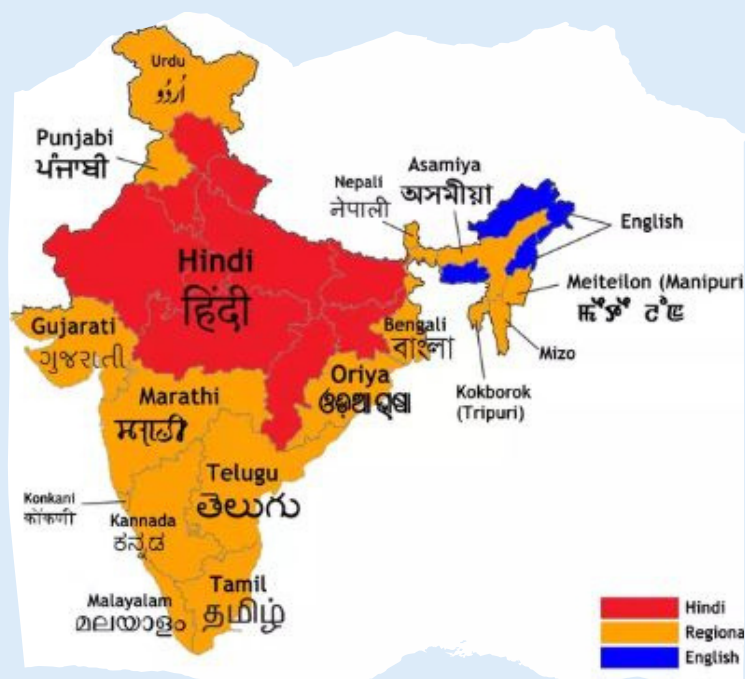 Urdu
اُردُو
Punjabi
ਪੰਜਾਬੀ
Asamiya
অসমীয়া
Nepali
नेपाली
English
Hindi
हिंदी
Meiteilon (Manipuri
Gujarati
ગુજરાતી
Bengali
বাংলা
Mizo
Oriya
Kokborok
(Tripuri)
Marathi
मराठी
Telugu
తెలుగు
Konkani
कोंकणी
Kannada
ಕನ್ನಡ
Tamil
தமிழ்
Malayalam
മലയാളം
Hindi
Regiona
English